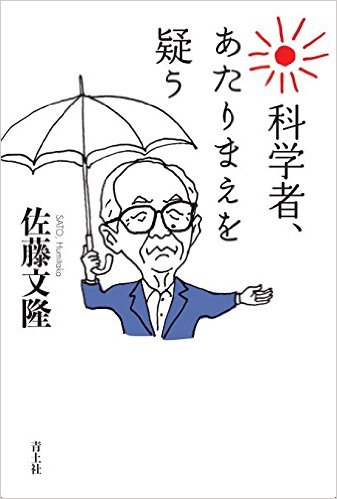 科学者、
あたりまえを
疑う
SATO Humitaka
佐藤文隆
青土社